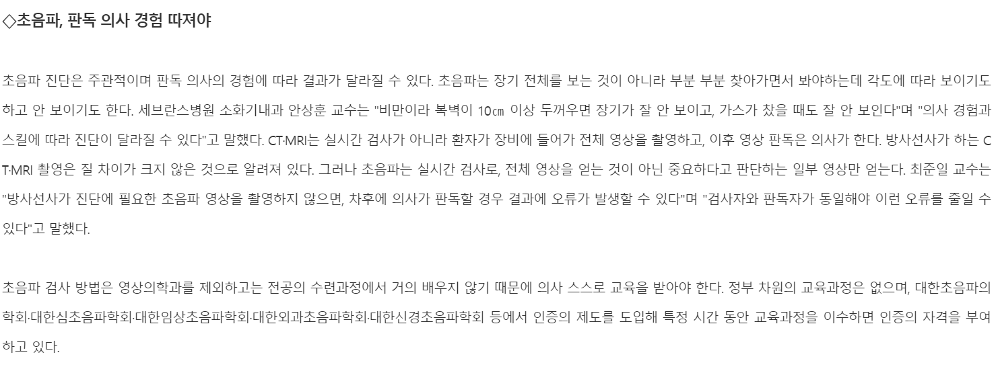 ◇초음파, 판독 의사 경험 따져야
초음파 진단은 주관적이며 판독 의사의 경험에 따라 결과가 달라질 수 있다. 초음파는 장기 전체를 보는 것이 아니라 부분 부분 찾아가면서 봐야하는데 각도에 따라 보이기도
하고 안 보이기도 한다. 세브란스병원 소화기내과 안상훈 교수는 "비만이라 복벽이 10㎝ 이상 두꺼우면 장기가 잘 안 보이고, 가스가 찼을 때도 잘 안 보인다"며 "의사 경험과
스킬에 따라 진단이 달라질 수 있다"고 말했다. CT·MRI는 실시간 검사가 아니라 환자가 장비에 들어가 전체 영상을 촬영하고, 이후 영상 판독은 의사가 한다. 방사선사가 하는 C
T·MRI 촬영은 질 차이가 크지 않은 것으로 알려져 있다. 그러나 초음파는 실시간 검사로, 전체 영상을 얻는 것이 아닌 중요하다고 판단하는 일부 영상만 얻는다. 최준일 교수는
"방사선사가 진단에 필요한 초음파 영상을 촬영하지 않으면, 차후에 의사가 판독할 경우 결과에 오류가 발생할 수 있다"며 "검사자와 판독자가 동일해야 이런 오류를 줄일 수
있다"고 말했다.
초음파 검사 방법은 영상의학과를 제외하고는 전공의 수련과정에서 거의 배우지 않기 때문에 의사 스스로 교육을 받아야 한다. 정부 차원의 교육과정은 없으며, 대한초음파의
학회·대한심초음파학회·대한임상초음파학회·대한외과초음파학회·대한신경초음파학회 등에서 인증의 제도를 도입해 특정 시간 동안 교육과정을 이수하면 인증의 자격을 부여
하고 있다.